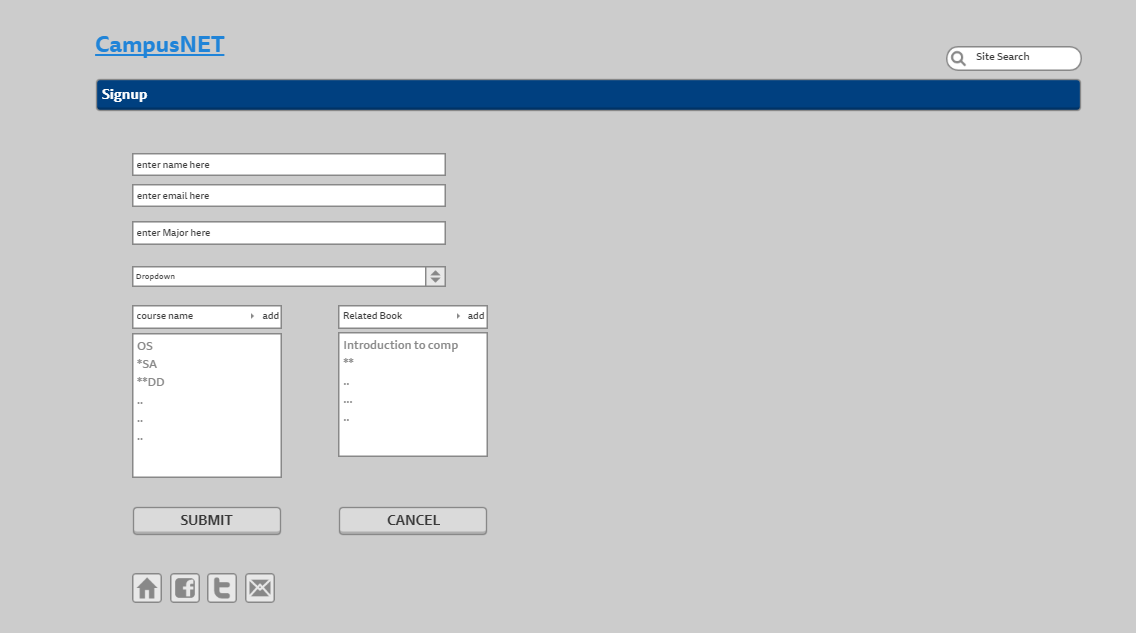 CampusNET
Site Search
Signup
enter name here
enter email here
enter Major here
Dropdown
course name add
Related Book add
OS
*SA
**DD
..
..
..
Introduction to comp
**
..
...
..
SUBMIT
CANCEL